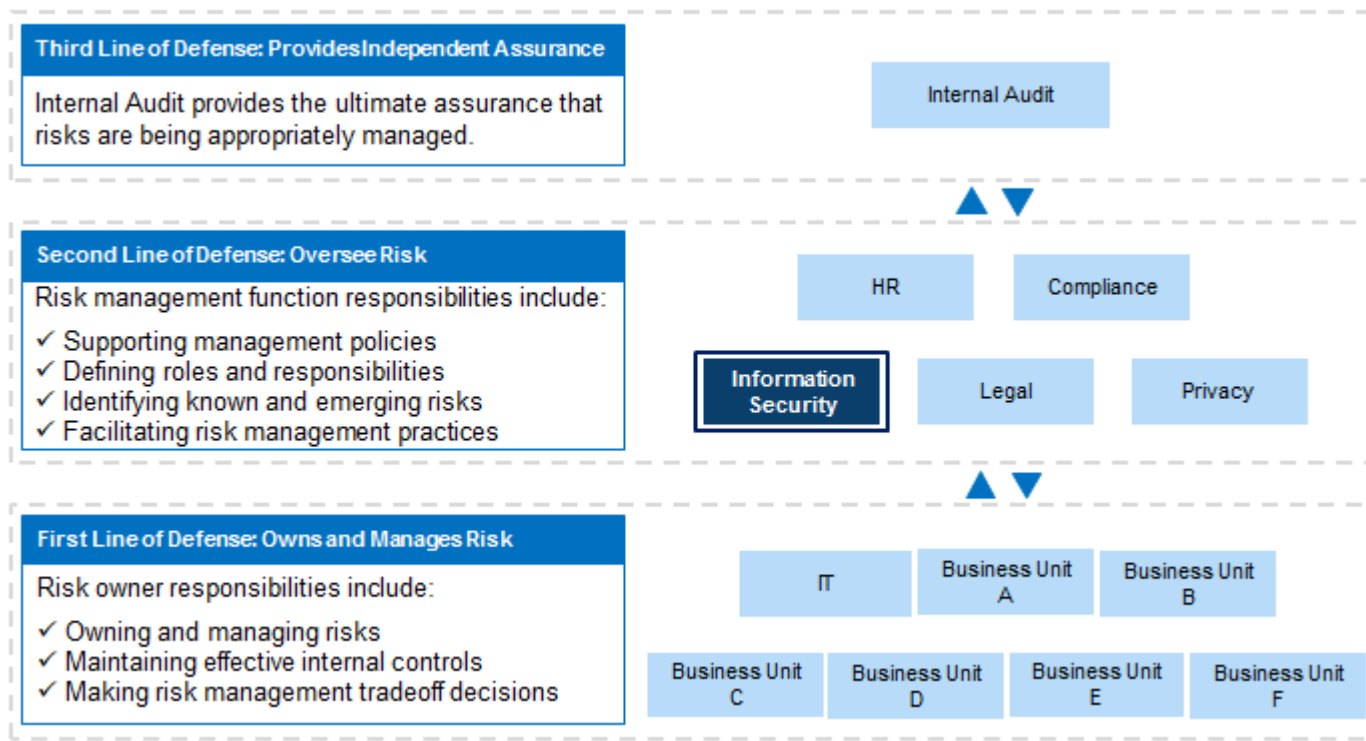 Third Line of Defense: Provides Independent Assurance
Internal Audit provides the ultimate assurance that
risks are being appropriately managed.
Internal Audit
Second Line of Defense: Oversee Risk
Risk management function responsibilities include:
✓ Supporting management policies
✓ Defining roles and responsibilities
✓ Identifying known and emerging risks
✓ Facilitating risk management practices
HR
Compliance
Information
Security
Legal
Privacy
First Line of Defense: Owns and Manages Risk
Risk owner responsibilities include:
✓ Owning and managing risks
✓ Maintaining effective internal controls
✓ Making risk management tradeoff decisions
IT
Business Unit
A
Business Unit
B
Business Unit
C
Business Unit
D
Business Unit
E
Business Unit
F